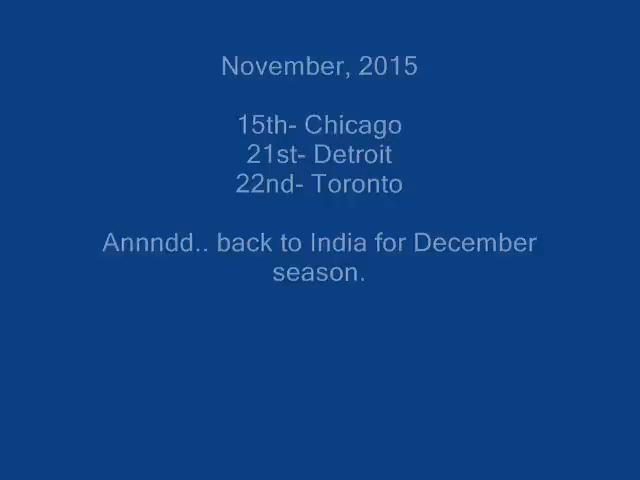 November, 2015
15th- Chicago
21st- Detroit
22nd- Toronto
Annndd.. back to India for December
season.